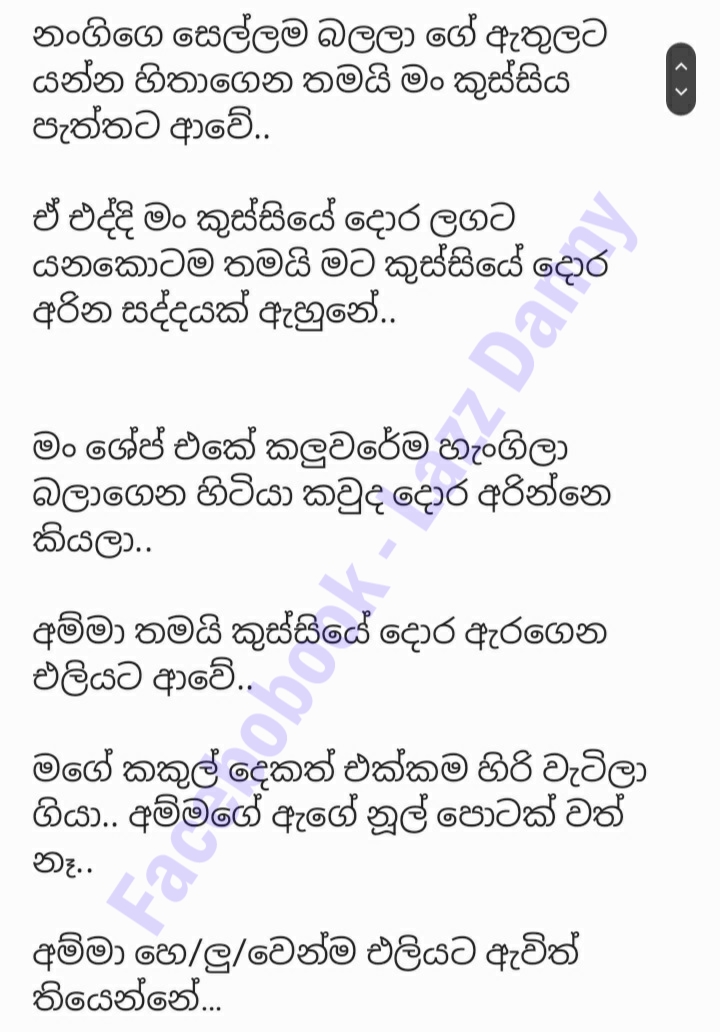 නංගිගෙ සෙල්ලම බලලා ගේ ඇතුලට
යන්න හිතාගෙන තමයි මං කුස්සිය
පැත්තට ආවේ..
ඒ එද්දි මං කුස්සියේ දොර ලගට
යනකොටම තමයි මට කුස්සියේ දොර
අරින සද්දයක් ඇහුනේ..
මං ශේප් එකේ කලුවරේම හැංගිලා
බලාගෙන හිටියා කවුද දොර අරින්නෙ
කියලා..
අම්මා තමයි කුස්සියේ දොර ඇරගෙන
එලියට ආවේ..
මගේ කකුල් දෙකත් එක්කම හිරි වැටිලා
ගියා.. අම්මගේ ඇගේ නූල් පොටක් වත්
නෑ..
අම්මා හෙ/ලු/වෙන්ම එලියට ඇවිත්
තියෙන්නේ...
Facebobook - Lazz Danny